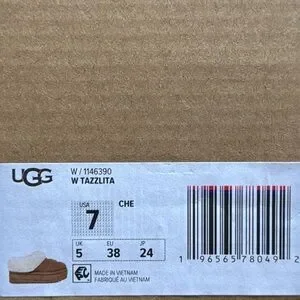 UGG
W / 1146390
W TAZZLITA
USA
7
CHE
UK
5
EU
38
JP
24
MADE IN VIETNAM
FABRIQUÉ AU VIETNAM
1 96565 78049 2